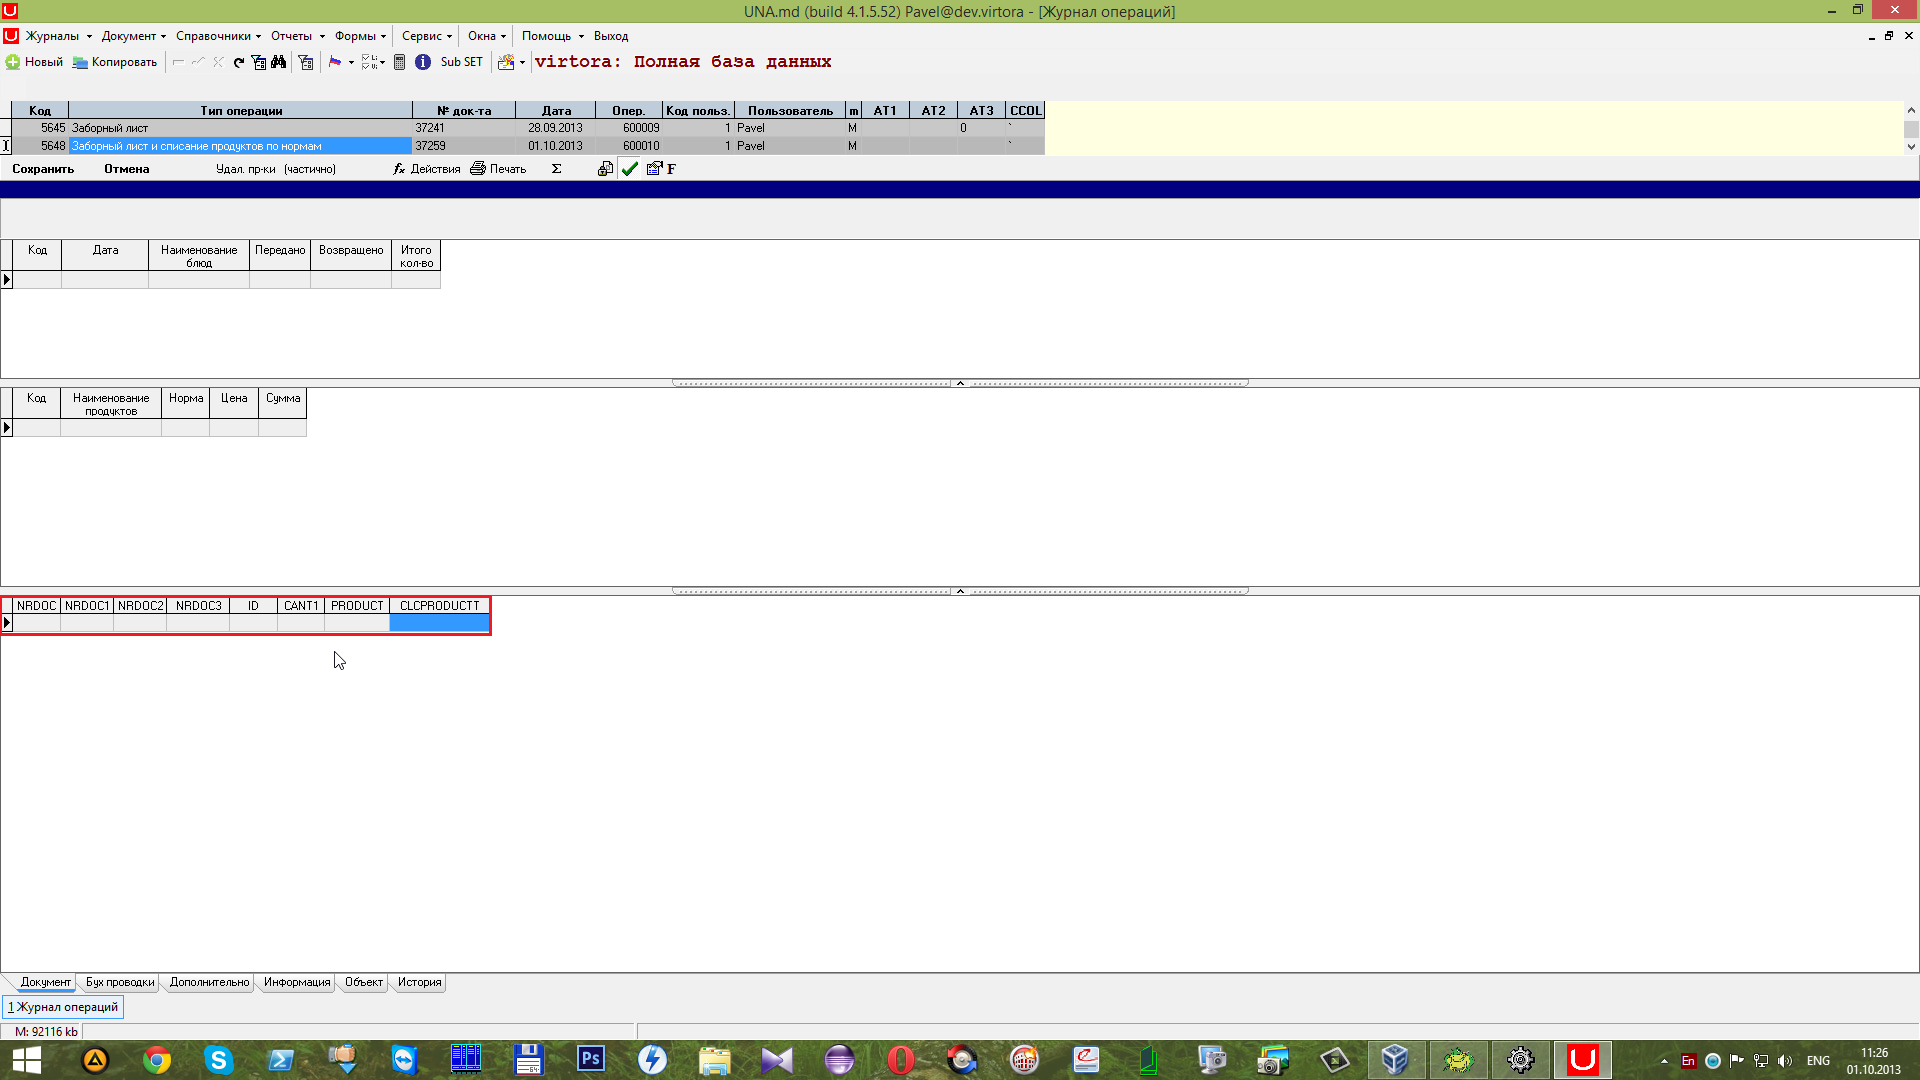 UNA.md (build 4.1.5.52) Pavel@dev.virtora - [Журнал операций]
Журналы Документ Справочники Отчеты Формы Сервис Окна Помощь Выход
Новый Копировать Sub SET virtora: Полная база данных
Код Тип операции № док-та Дата Опер. Код польз. Пользователь m AT1 AT2 AT3 CCOL
5645 Заборный лист 37241 28.09.2013 600009 1 Pavel M 0 `
5648 Заборный лист и списание продуктов по нормам 37259 01.10.2013 600010 1 Pavel M `
Сохранить Отмена Удал. пр-ки (частично) fx Действия Печать Σ F
Код Дата Наименование блюд Передано Возвращено Итого кол-во
Код Наименование продуктов Норма Цена Сумма
NRDOC NRDOC1 NRDOC2 NRDOC3 ID CANT1 PRODUCT CLCPRODUCTT
Документ Бух проводки Дополнительно Информация Объект История
1 Журнал операций
M: 92116 kb
Ps En ENG 11:26
01.10.2013